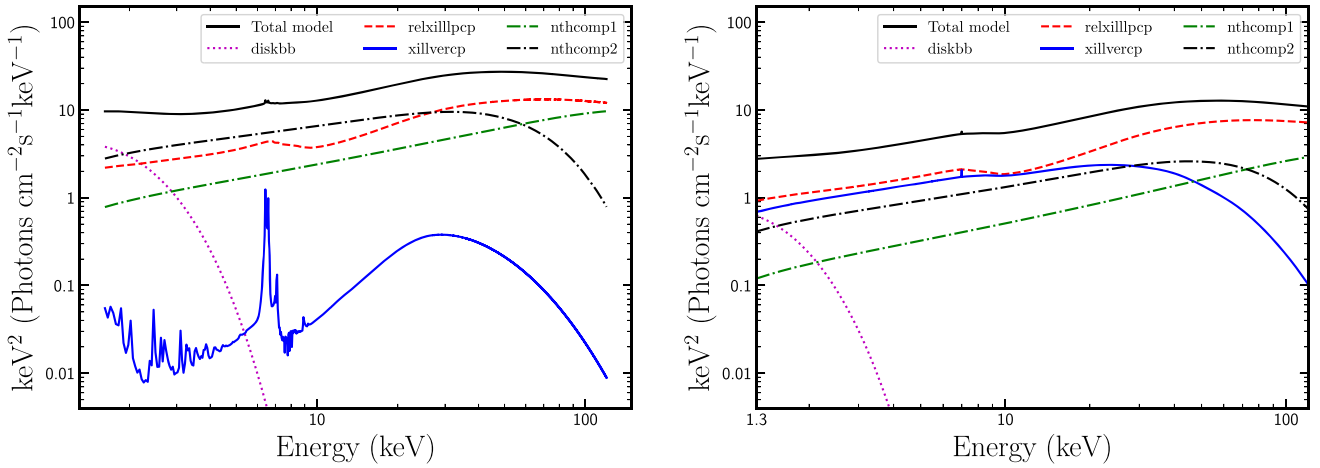 keV² (Photons cm⁻²s⁻¹keV⁻¹)
100
10
1
0.1
0.01
Total model
diskbb
relxilllpcp
xillvercp
nthcomp1
nthcomp2
10
100
Energy (keV)
keV² (Photons cm⁻²s⁻¹keV⁻¹)
100
10
1
0.1
0.01
Total model
diskbb
relxilllpcp
xillvercp
nthcomp1
nthcomp2
1.3
10
100
Energy (keV)